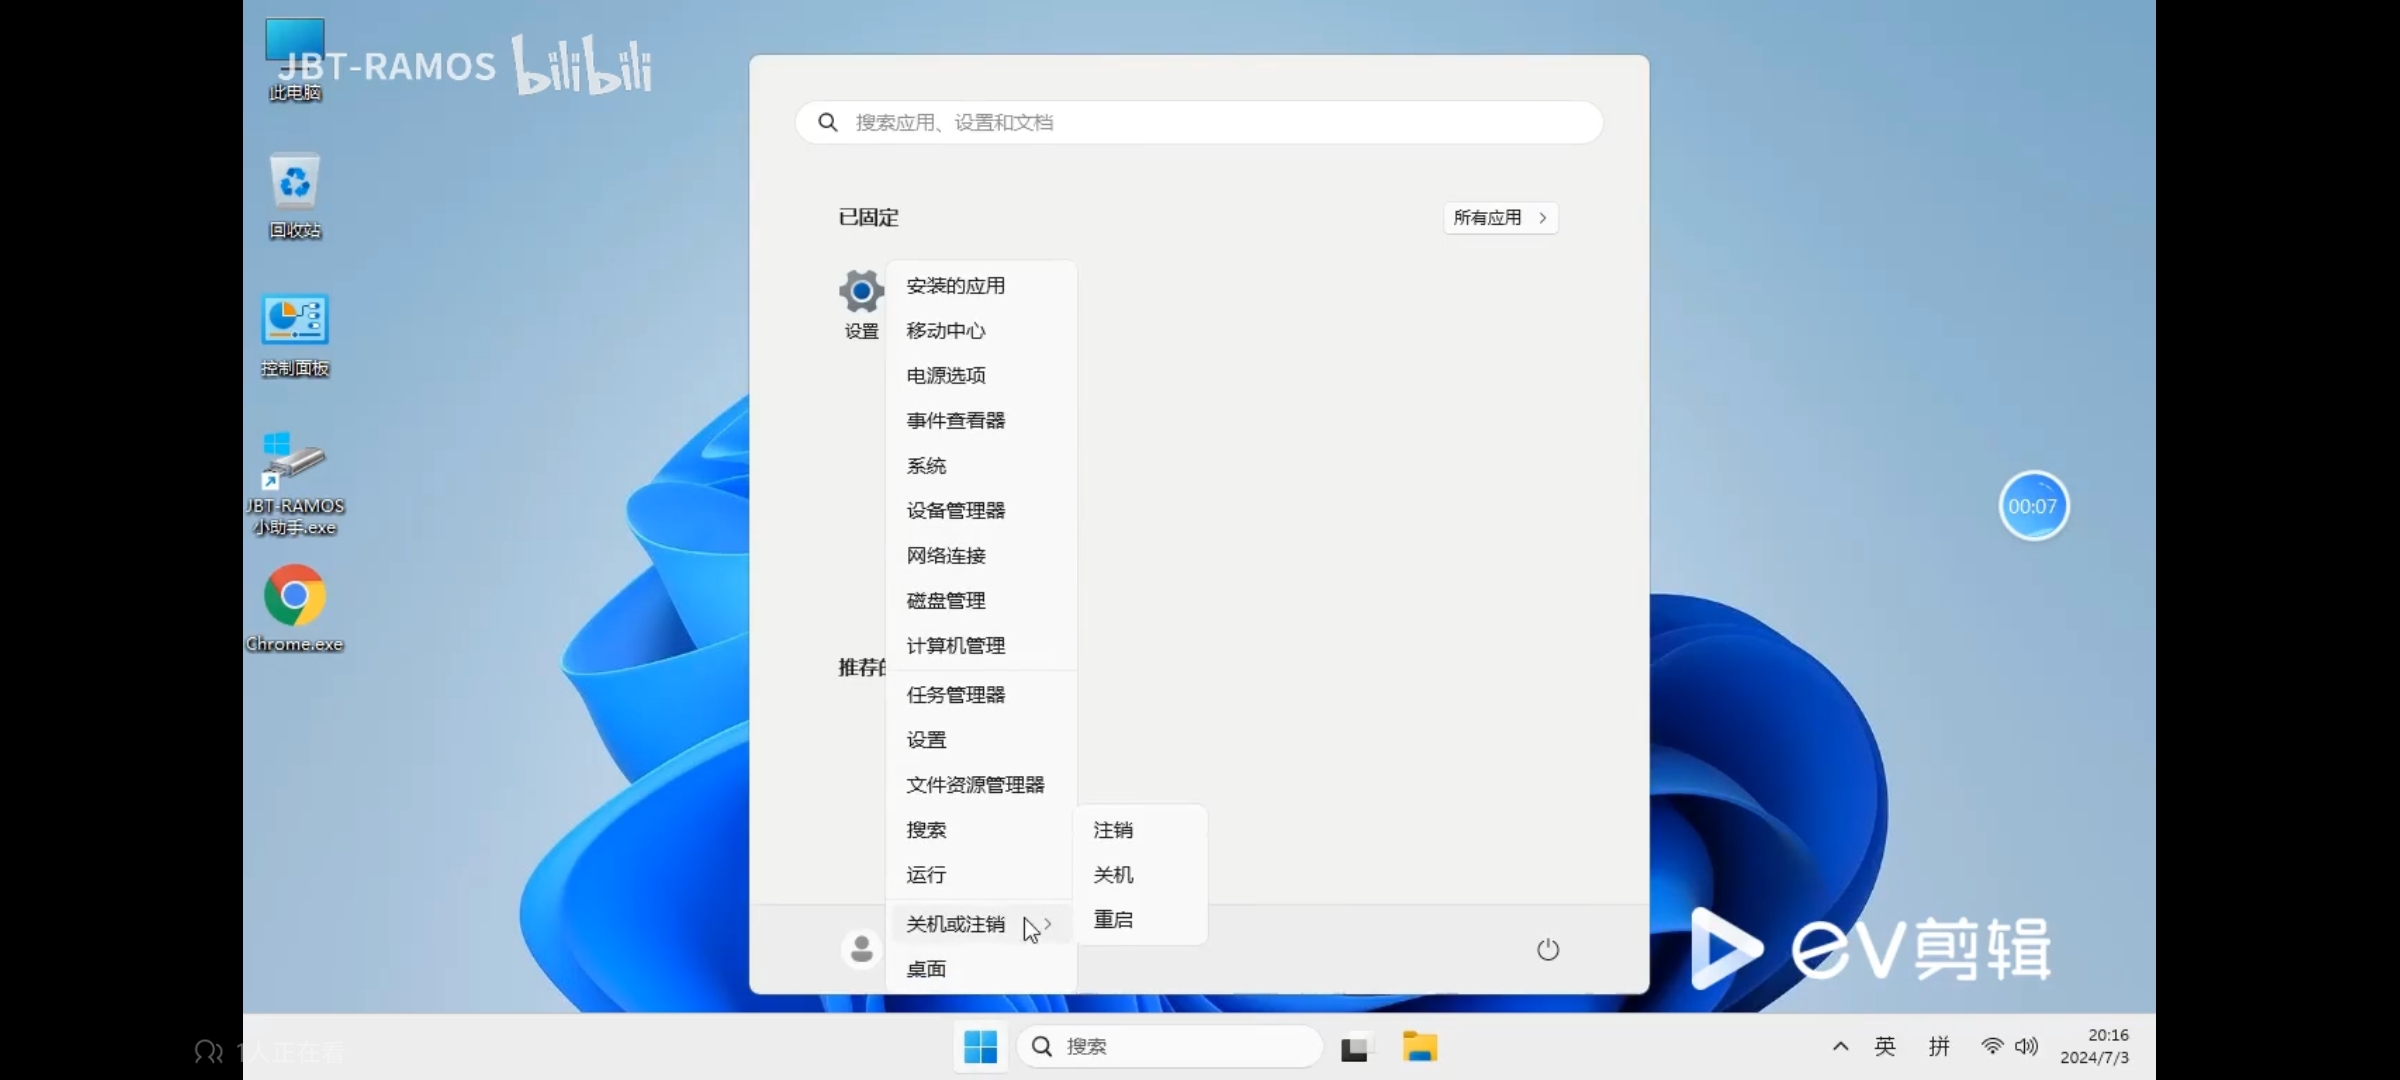 JBT-RAMOS bilibili
此电脑
回收站
控制面板
JBT-RAMOS
小助手.exe
Chrome.exe
搜索应用、设置和文档
已固定
所有应用
设置
推荐的
安装的应用
移动中心
电源选项
事件查看器
系统
设备管理器
网络连接
磁盘管理
计算机管理
任务管理器
设置
文件资源管理器
搜索
运行
关机或注销
桌面
注销
关机
重启
00:07
ev剪辑
1人正在看
搜索
英
拼
20:16
2024/7/3